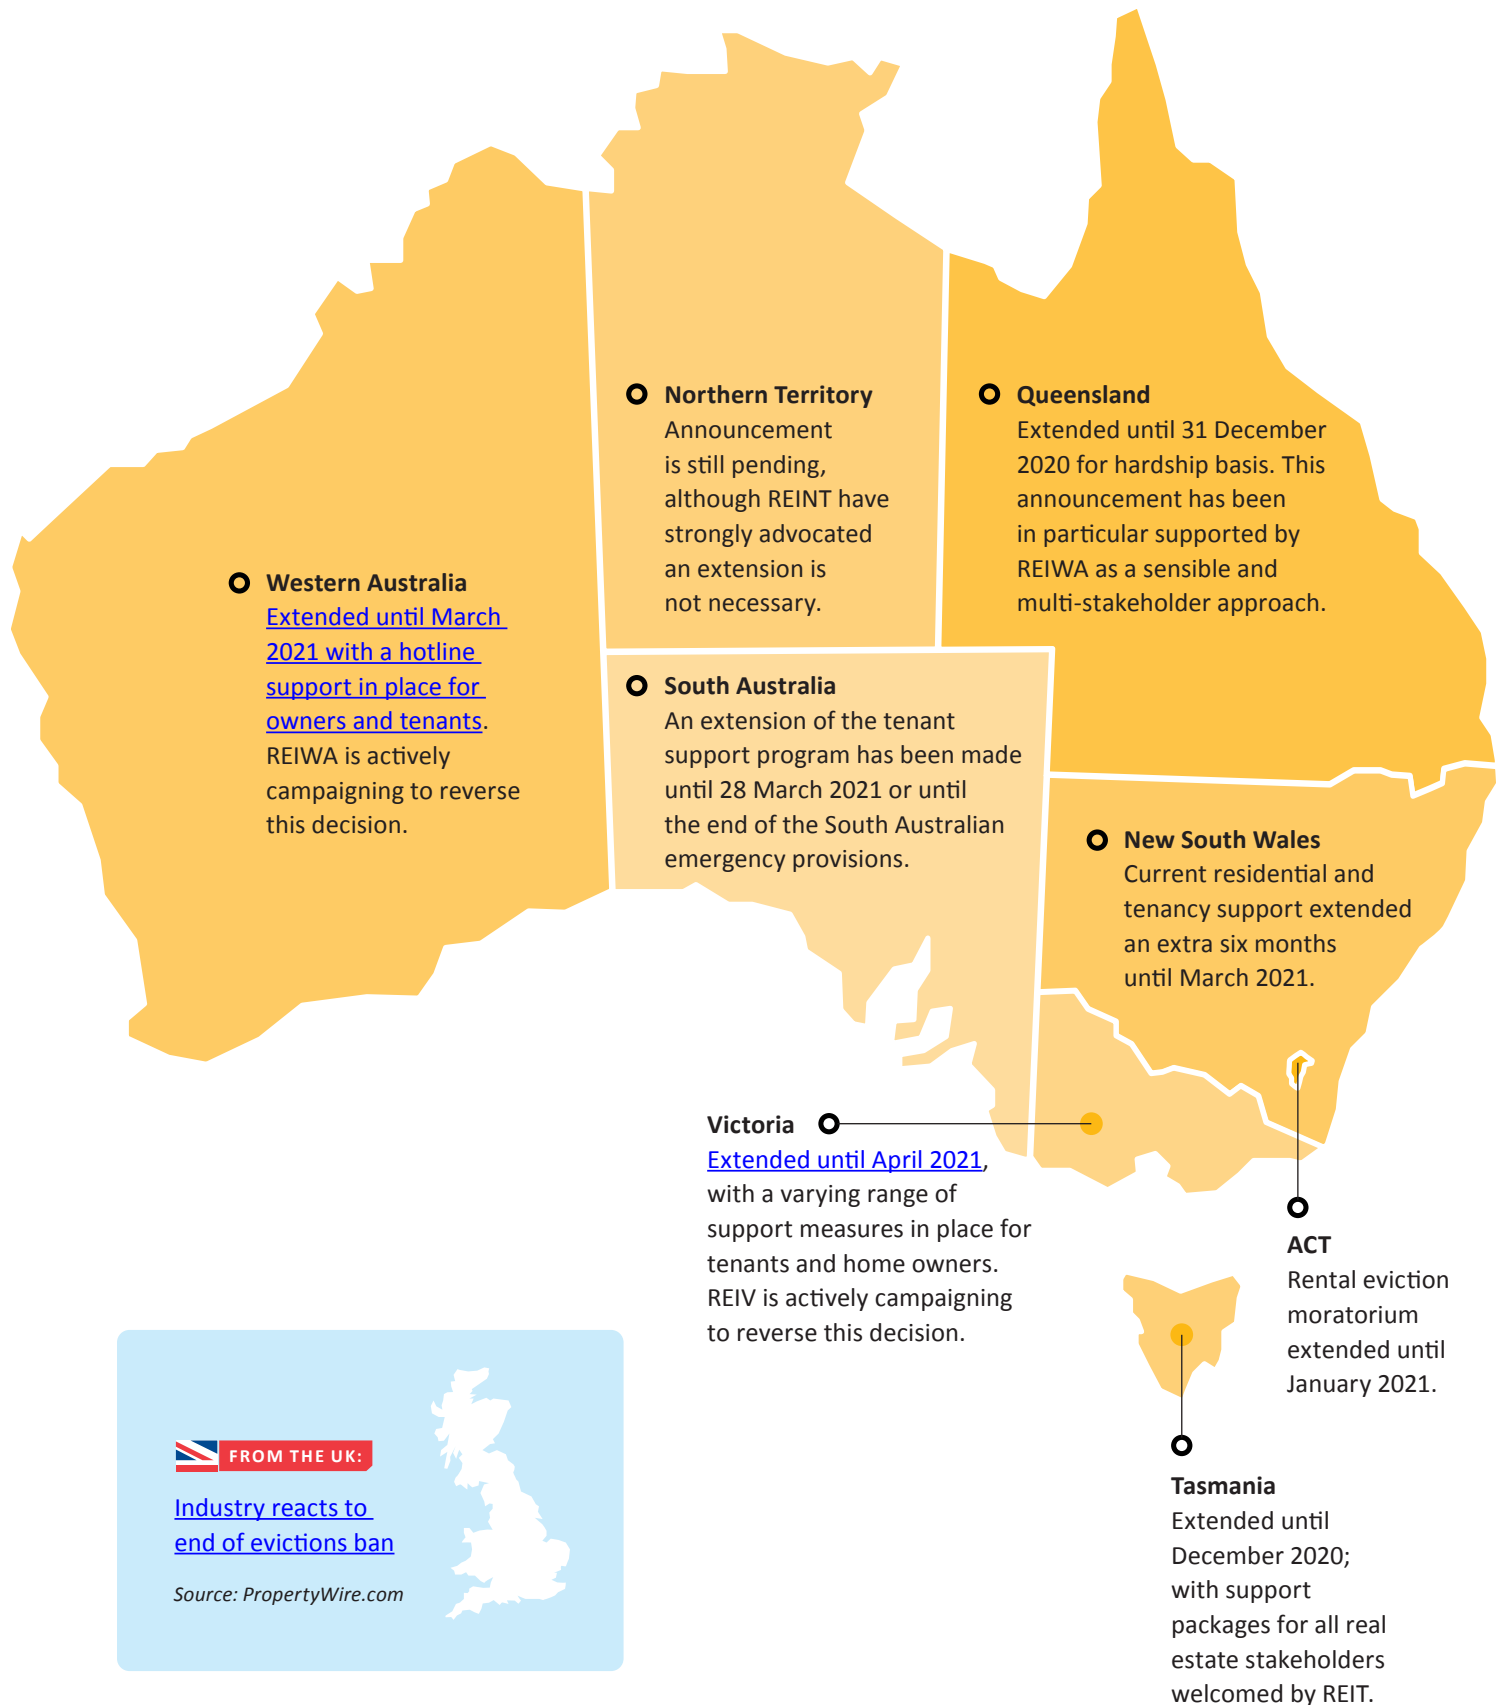 Northern Territory
Announcement
is still pending,
although REINT have
strongly advocated
an extension is
not necessary.
Queensland
Extended until 31 December
2020 for hardship basis. This
announcement has been
in particular supported by
REIWA as a sensible and
multi-stakeholder approach.
Western Australia
Extended until March
2021 with a hotline
support in place for
owners and tenants.
REIWA is actively
campaigning to reverse
this decision.
South Australia
An extension of the tenant
support program has been made
until 28 March 2021 or until
the end of the South Australian
emergency provisions.
New South Wales
Current residential and
tenancy support extended
an extra six months
until March 2021.
Victoria
Extended until April 2021,
with a varying range of
support measures in place for
tenants and home owners.
REIV is actively campaigning
to reverse this decision.
ACT
Rental eviction
moratorium
extended until
January 2021.
Tasmania
Extended until
December 2020;
with support
packages for all real
estate stakeholders
welcomed by REIT.
FROM THE UK:
Industry reacts to
end of evictions ban
Source: PropertyWire.com